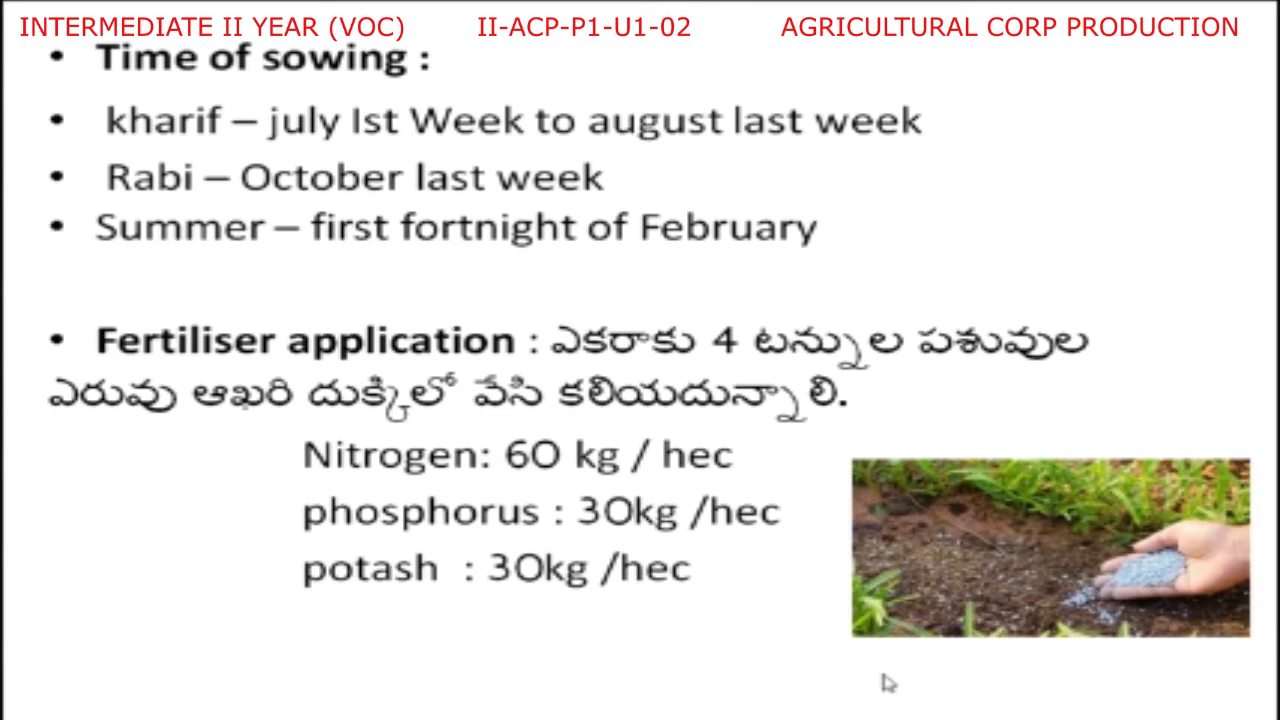 INTERMEDIATE II YEAR (VOC) II-ACP-P1-U1-02 AGRICULTURAL CORP PRODUCTION
• Time of sowing :
• kharif – july Ist Week to august last week
• Rabi – October last week
• Summer – first fortnight of February
• Fertiliser application : ఎకరాకు 4 టన్నుల పశువుల
ఎరువు ఆఖరి దుక్కిలో వేసి కలియదున్నాలి.
Nitrogen: 60 kg / hec
phosphorus : 30kg /hec
potash : 30kg /hec